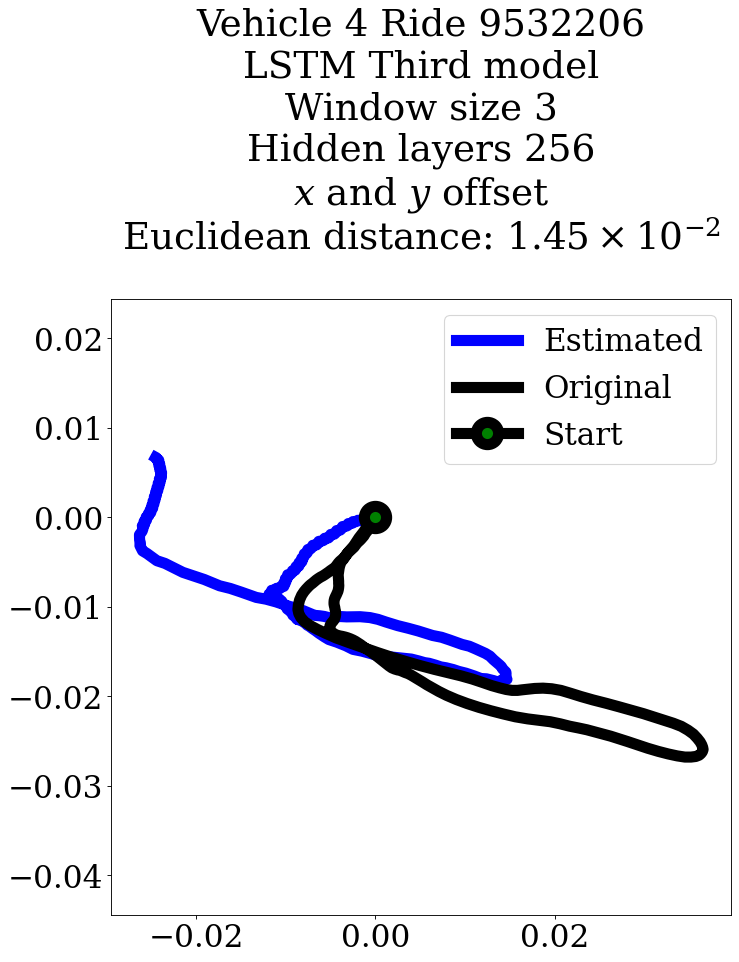 Vehicle 4 Ride 9532206
LSTM Third model
Window size 3
Hidden layers 256
x and y offset
Euclidean distance: 1.45 × 10⁻²
Estimated
Original
Start
0.02
0.01
0.00
−0.01
−0.02
−0.03
−0.04
−0.02
0.00
0.02